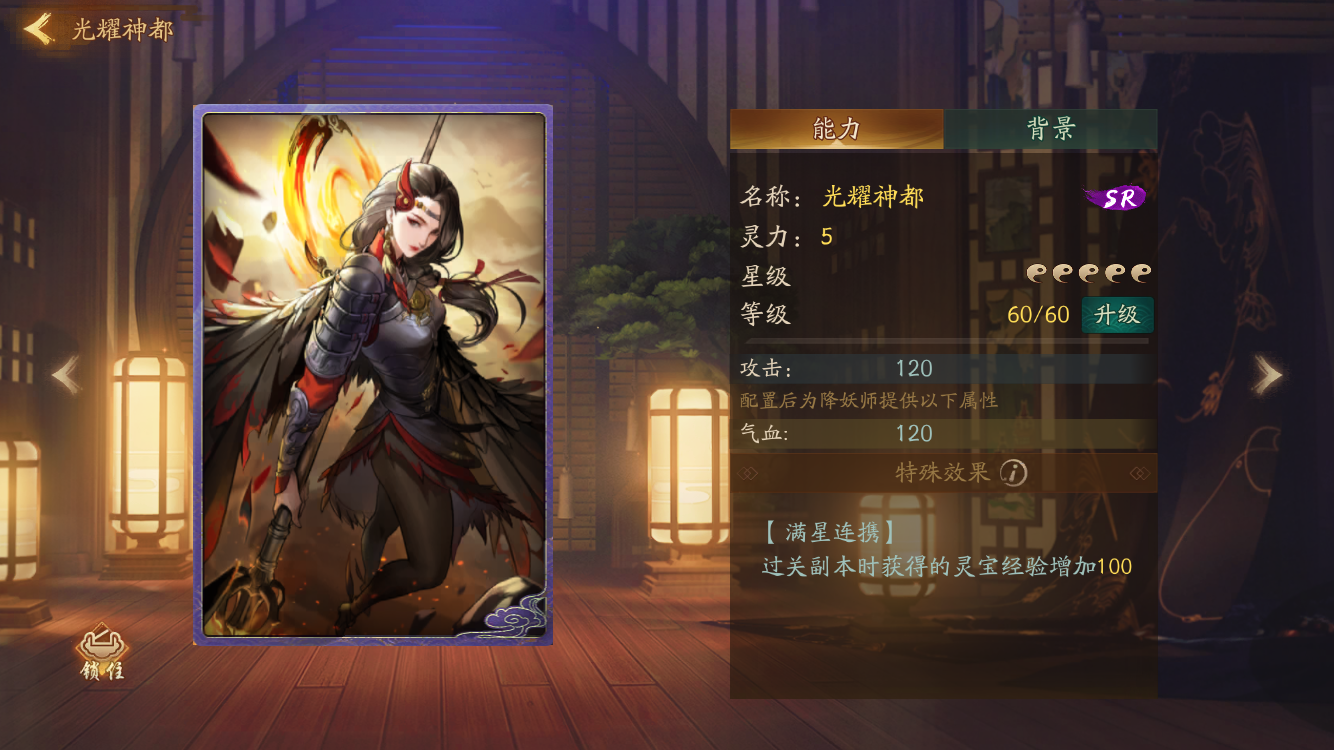 光耀神都
能力
背景
名称： 光耀神都
SR
灵力： 5
星级
等级
60/60 升级
攻击： 120
配置后为降妖师提供以下属性
气血: 120
特殊效果 i
【满星连携】
过关副本时获得的灵宝经验增加100
锁住